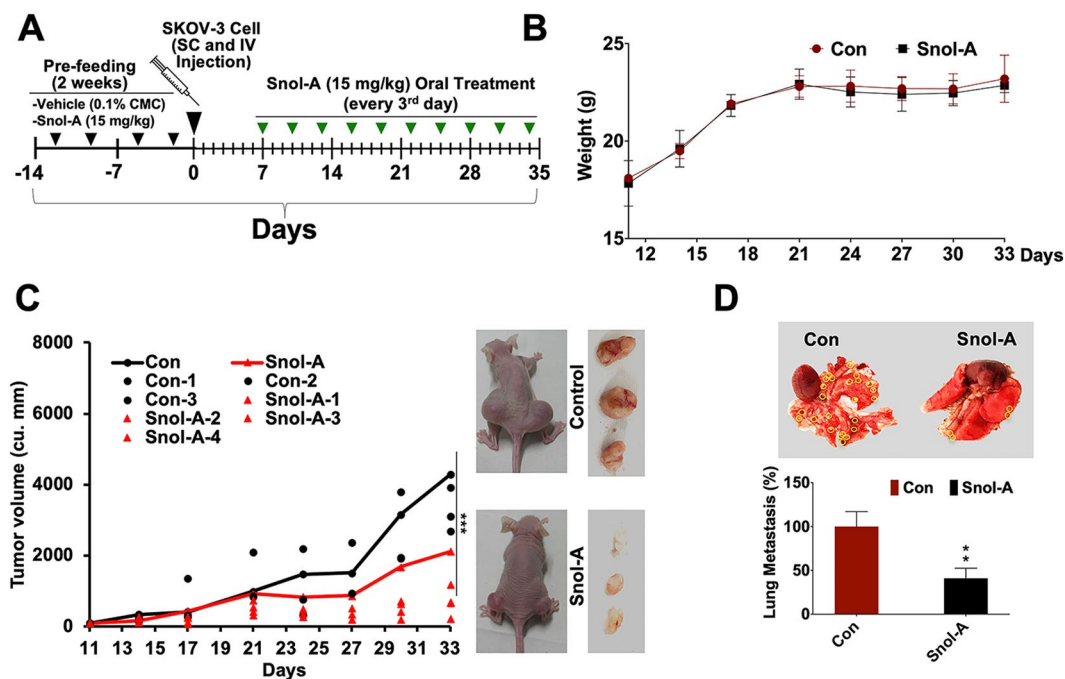 A
SKOV-3 Cell
(SC and IV
Injection)
Pre-feeding
(2 weeks)
-Vehicle (0.1% CMC)
-Snol-A (15 mg/kg)
Snol-A (15 mg/kg) Oral Treatment
(every 3rd day)
-14 -7 0 7 14 21 28 35
Days
B
Con Snol-A
Weight (g)
25
20
15
12 15 18 21 24 27 30 33 Days
C
Tumor volume (cu. mm)
8000
6000
4000
2000
0
Con Snol-A
Con-1 Con-2
Con-3 Snol-A-1
Snol-A-2 Snol-A-3
Snol-A-4
***
11 13 15 17 19 21 23 25 27 29 31 33
Days
Control
Snol-A
D
Con Snol-A
Lung Metastasis (%)
150
100
50
0
Con Snol-A
**
Con
Snol-A